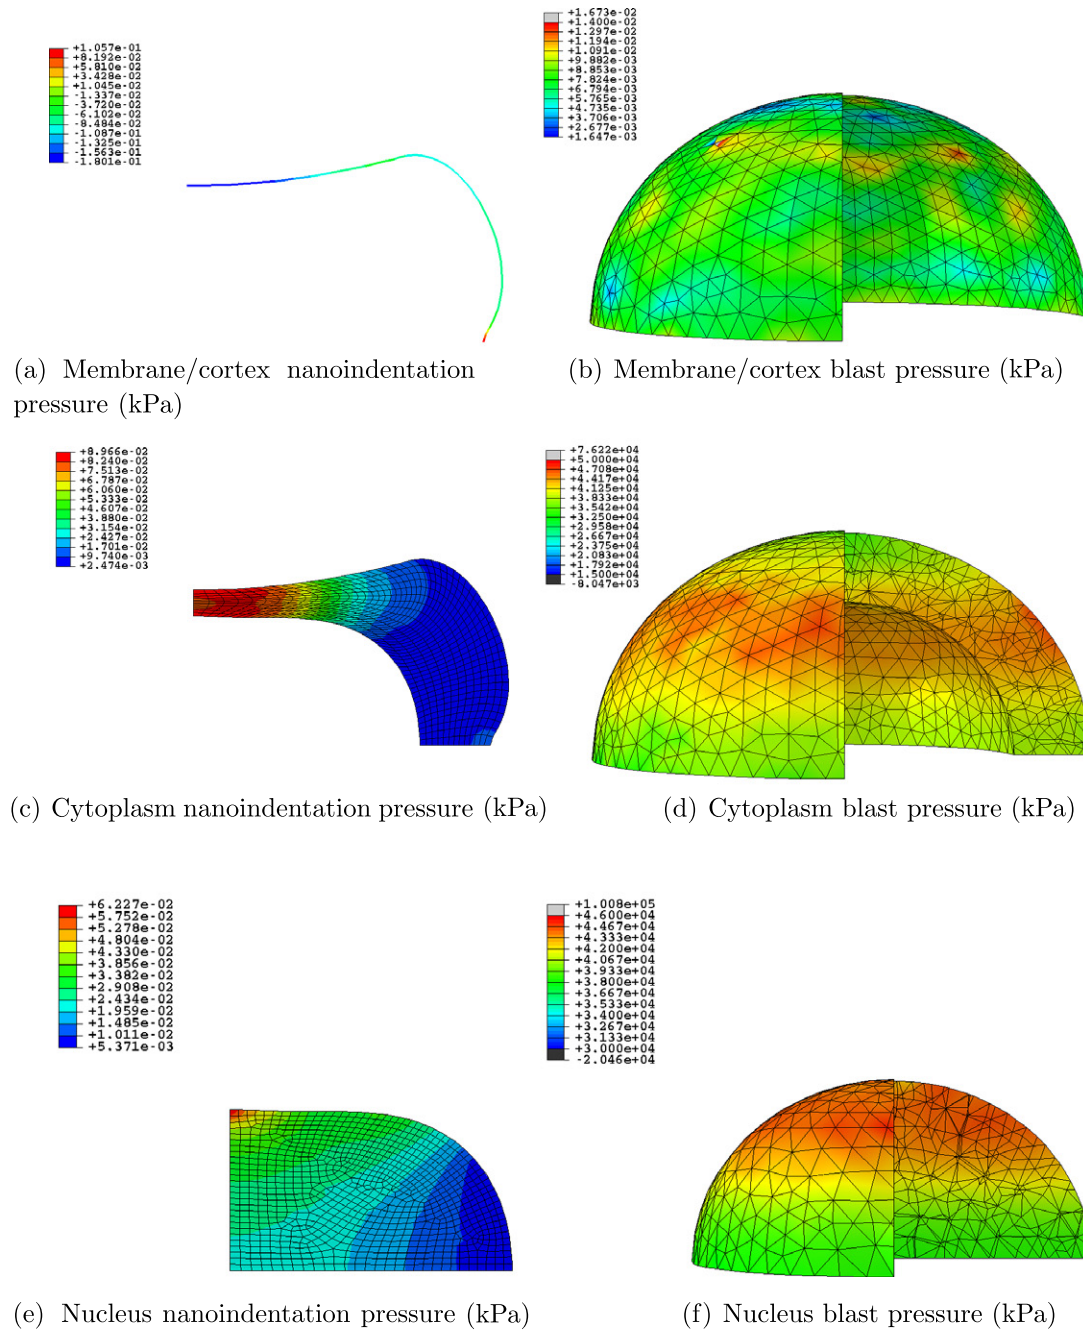 +1.057e-01
+8.192e-02
+5.810e-02
+3.428e-02
+1.045e-02
-1.337e-02
-3.720e-02
-6.102e-02
-8.484e-02
-1.087e-01
-1.325e-01
-1.563e-01
-1.801e-01
+1.673e-02
+1.400e-02
+1.297e-02
+1.194e-02
+1.091e-02
+9.882e-03
+8.853e-03
+7.824e-03
+6.794e-03
+5.765e-03
+4.735e-03
+3.706e-03
+2.677e-03
+1.647e-03
(a) Membrane/cortex nanoindentation
pressure (kPa)
(b) Membrane/cortex blast pressure (kPa)
+8.966e-02
+8.240e-02
+7.513e-02
+6.787e-02
+6.060e-02
+5.333e-02
+4.607e-02
+3.880e-02
+3.154e-02
+2.427e-02
+1.701e-02
+9.740e-03
+2.474e-03
+7.622e+04
+5.000e+04
+4.708e+04
+4.417e+04
+4.125e+04
+3.833e+04
+3.542e+04
+3.250e+04
+2.958e+04
+2.667e+04
+2.375e+04
+2.083e+04
+1.792e+04
+1.500e+04
-8.047e+03
(c) Cytoplasm nanoindentation pressure (kPa)
(d) Cytoplasm blast pressure (kPa)
+6.227e-02
+5.752e-02
+5.278e-02
+4.804e-02
+4.330e-02
+3.856e-02
+3.382e-02
+2.908e-02
+2.434e-02
+1.959e-02
+1.485e-02
+1.011e-02
+5.371e-03
+1.008e+05
+4.600e+04
+4.467e+04
+4.333e+04
+4.200e+04
+4.067e+04
+3.933e+04
+3.800e+04
+3.667e+04
+3.533e+04
+3.400e+04
+3.267e+04
+3.133e+04
+3.000e+04
-2.046e+04
(e) Nucleus nanoindentation pressure (kPa)
(f) Nucleus blast pressure (kPa)